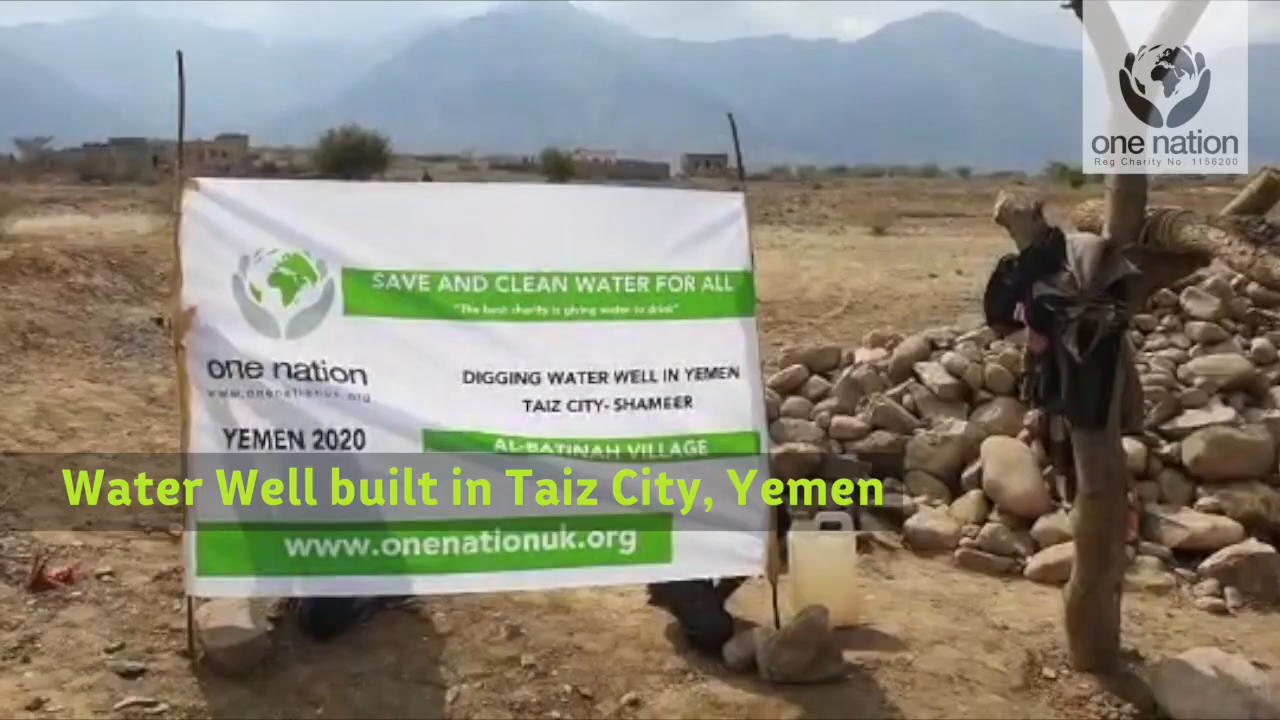 one nation
Reg Charity No. 1156200
SAVE AND CLEAN WATER FOR ALL
"The best charity is giving water to drink"
one nation
www.onenationuk.org
DIGGING WATER WELL IN YEMEN
TAIZ CITY- SHAMEER
YEMEN 2020
AL-BATINAH VILLAGE
Water Well built in Taiz City, Yemen
www.onenationuk.org